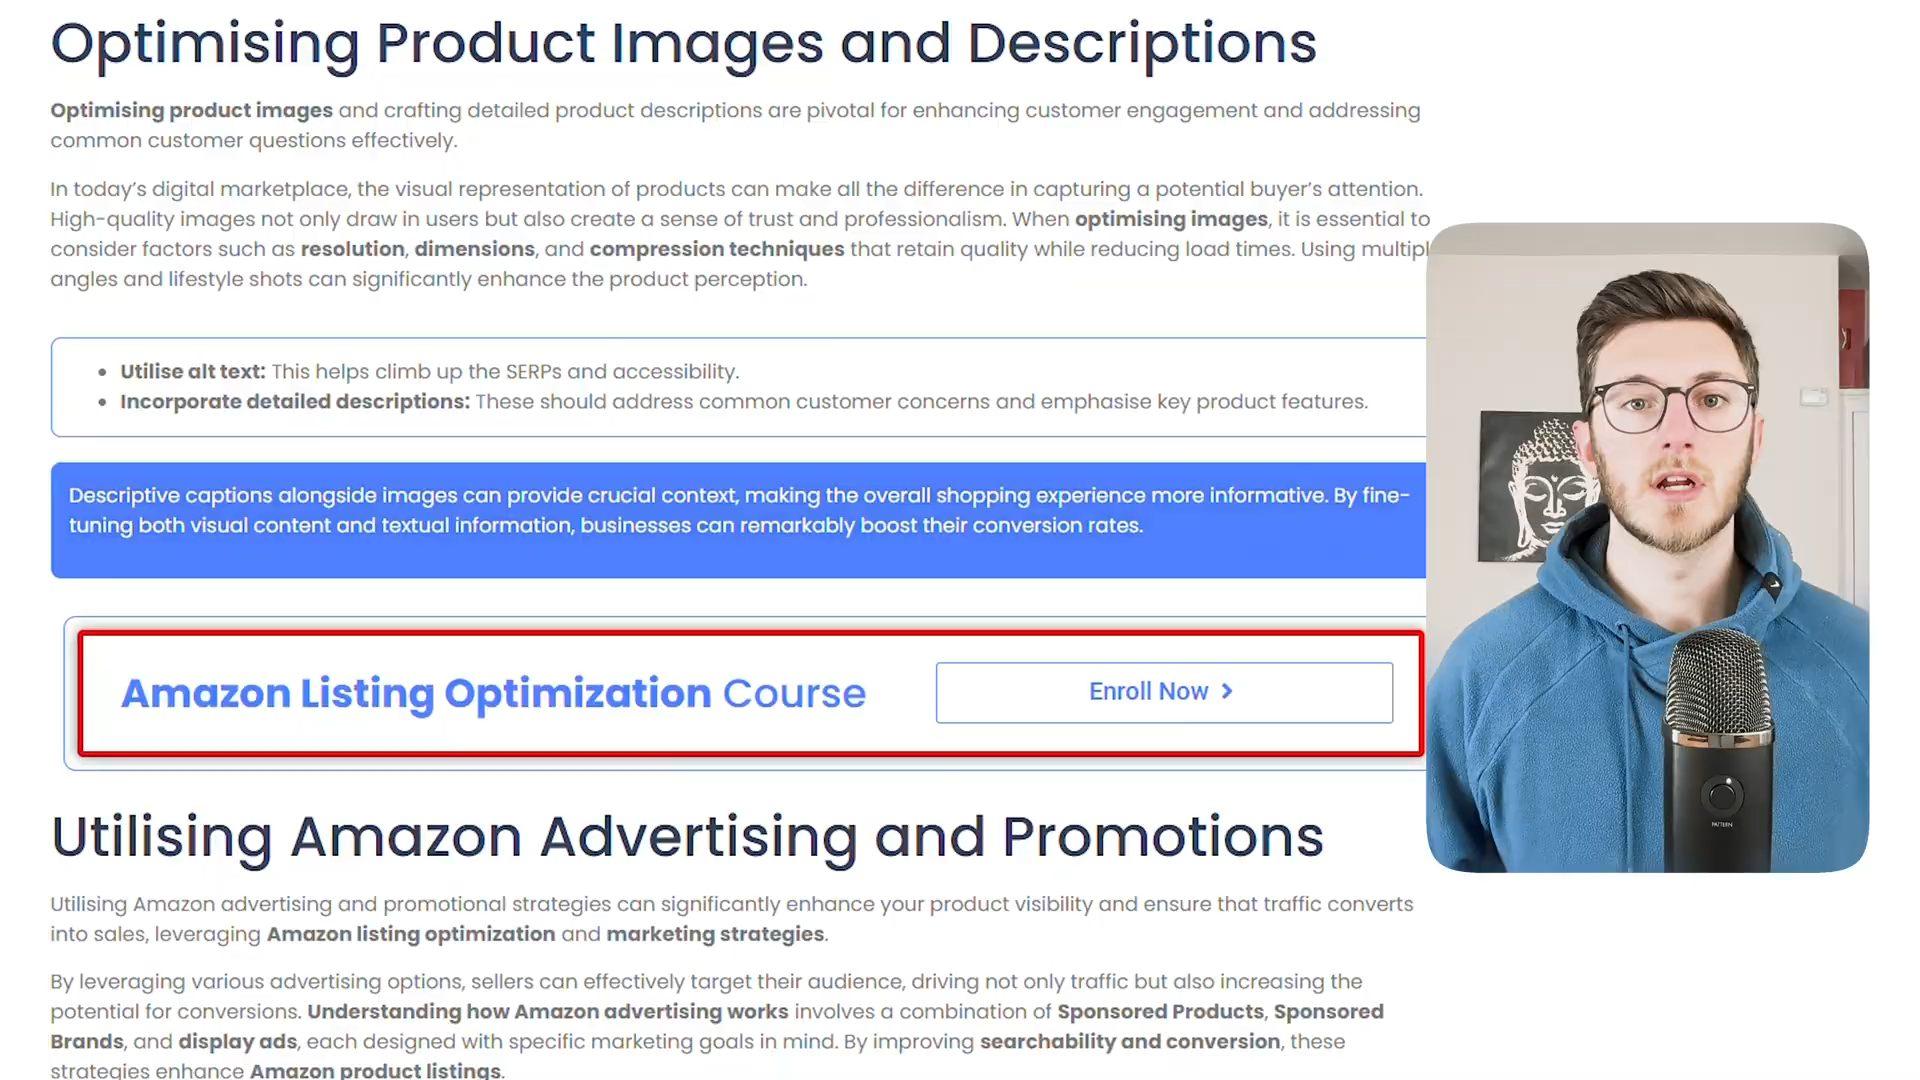 Optimising Product Images and Descriptions
Optimising product images and crafting detailed product descriptions are pivotal for enhancing customer engagement and addressing
common customer questions effectively.
In today's digital marketplace, the visual representation of products can make all the difference in capturing a potential buyer's attention.
High-quality images not only draw in users but also create a sense of trust and professionalism. When optimising images, it is essential to
consider factors such as resolution, dimensions, and compression techniques that retain quality while reducing load times. Using multipl
angles and lifestyle shots can significantly enhance the product perception.
• Utilise alt text: This helps climb up the SERPs and accessibility.
• Incorporate detailed descriptions: These should address common customer concerns and emphasise key product features.
Descriptive captions alongside images can provide crucial context, making the overall shopping experience more informative. By fine-
tuning both visual content and textual information, businesses can remarkably boost their conversion rates.
Amazon Listing Optimization Course
Enroll Now >
Utilising Amazon Advertising and Promotions
Utilising Amazon advertising and promotional strategies can significantly enhance your product visibility and ensure that traffic converts
into sales, leveraging Amazon listing optimization and marketing strategies.
By leveraging various advertising options, sellers can effectively target their audience, driving not only traffic but also increasing the
potential for conversions. Understanding how Amazon advertising works involves a combination of Sponsored Products, Sponsored
Brands, and display ads, each designed with specific marketing goals in mind. By improving searchability and conversion, these
strategies enhance Amazon product listings.
PATTERN